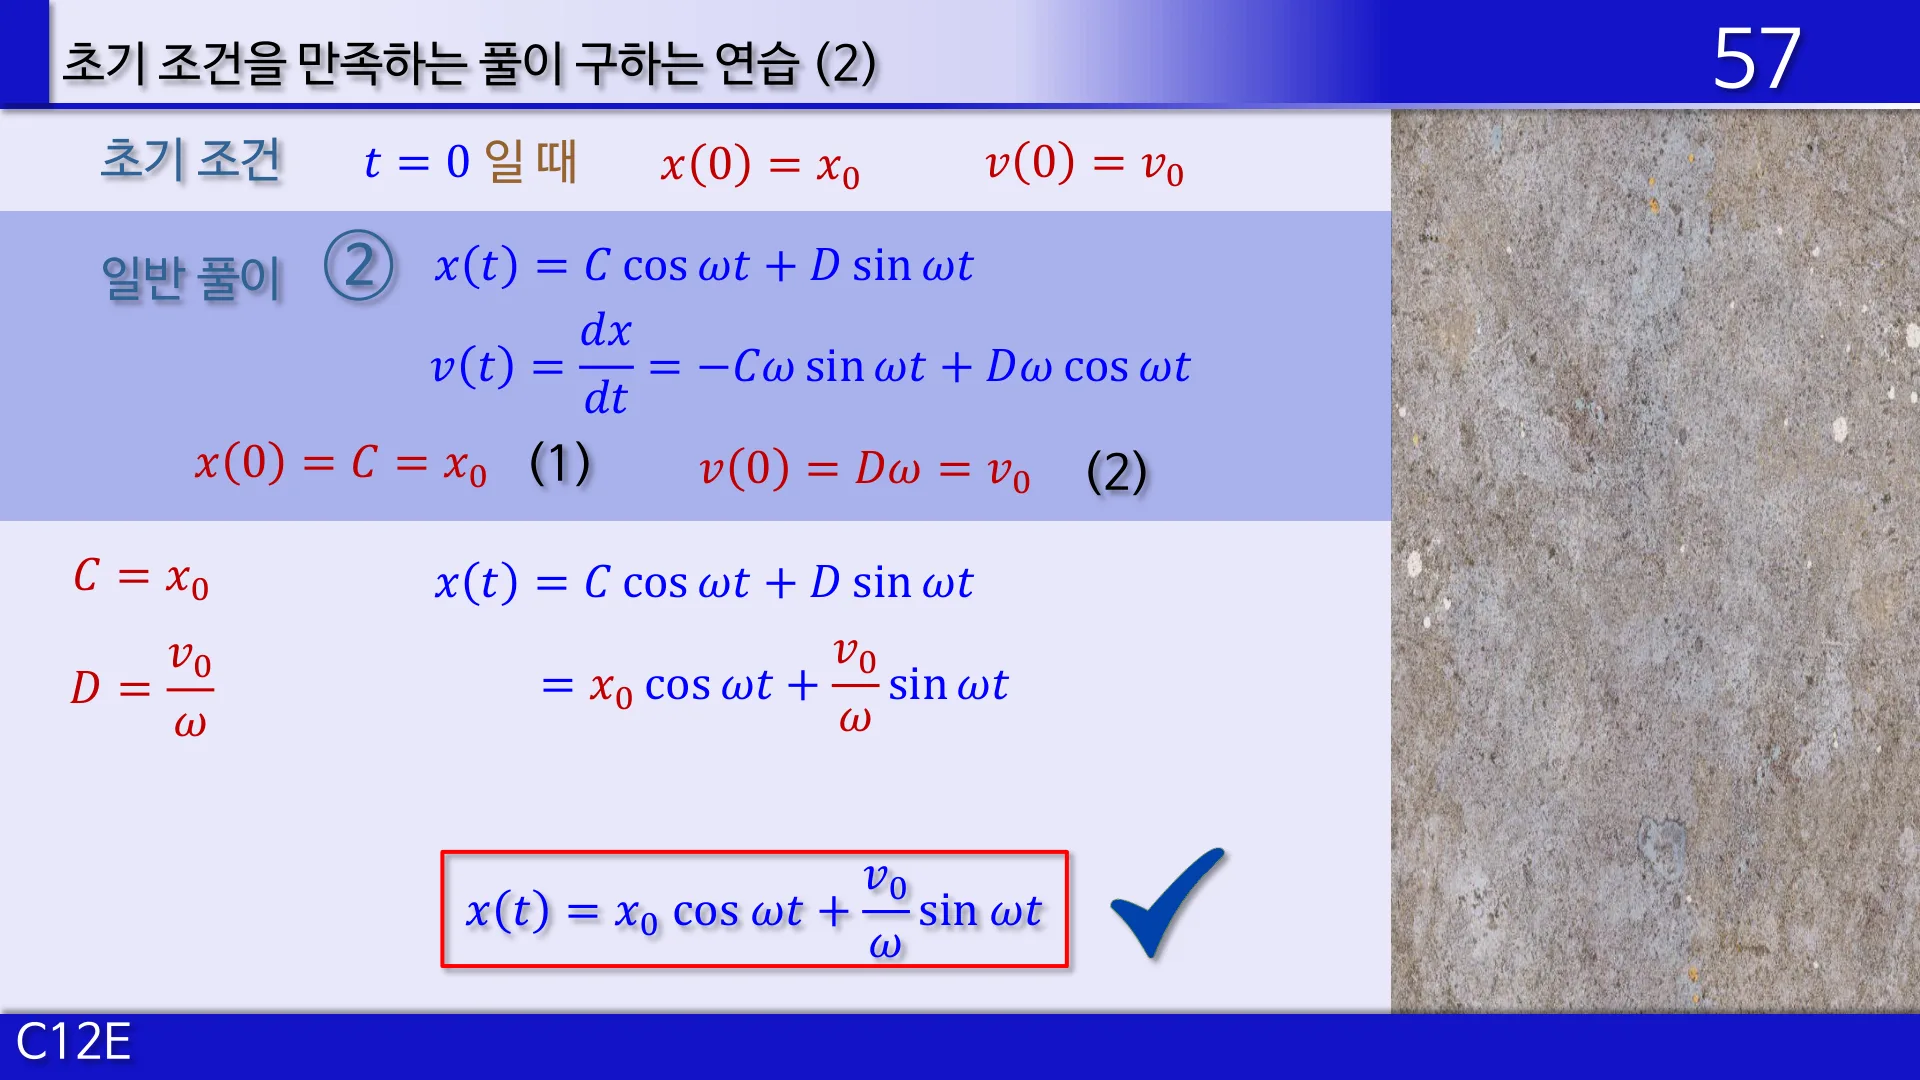 초기 조건을 만족하는 풀이 구하는 연습 (2)
57
초기 조건 t = 0 일 때 x(0) = x₀ v(0) = v₀
일반 풀이 ② x(t) = C cos ωt + D sin ωt
v(t) = dx/dt = −Cω sin ωt + Dω cos ωt
x(0) = C = x₀ (1) v(0) = Dω = v₀ (2)
C = x₀ x(t) = C cos ωt + D sin ωt
D = v₀/ω = x₀ cos ωt + v₀/ω sin ωt
x(t) = x₀ cos ωt + v₀/ω sin ωt
C12E